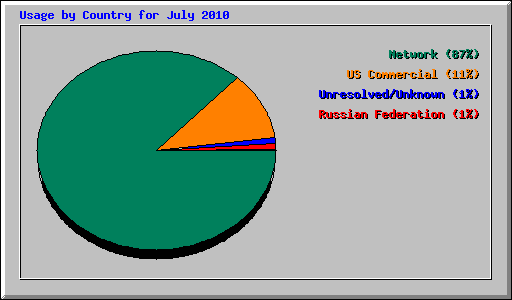 Usage by Country for July 2010
Network (87%)
US Commercial (11%)
Unresolved/Unknown (1%)
Russian Federation (1%)